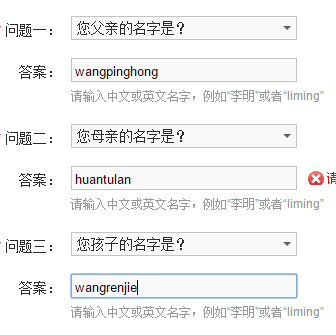 * 问题一： 您父亲的名字是？
答案： wangpinghong
请输入中文或英文名字，例如“李明”或者“liming”
* 问题二： 您母亲的名字是？
答案： huantulan 请
请输入中文或英文名字，例如“李明”或者“liming”
* 问题三： 您孩子的名字是？
答案： wangrenjie
请输入中文或英文名字，例如“李明”或者“liming”